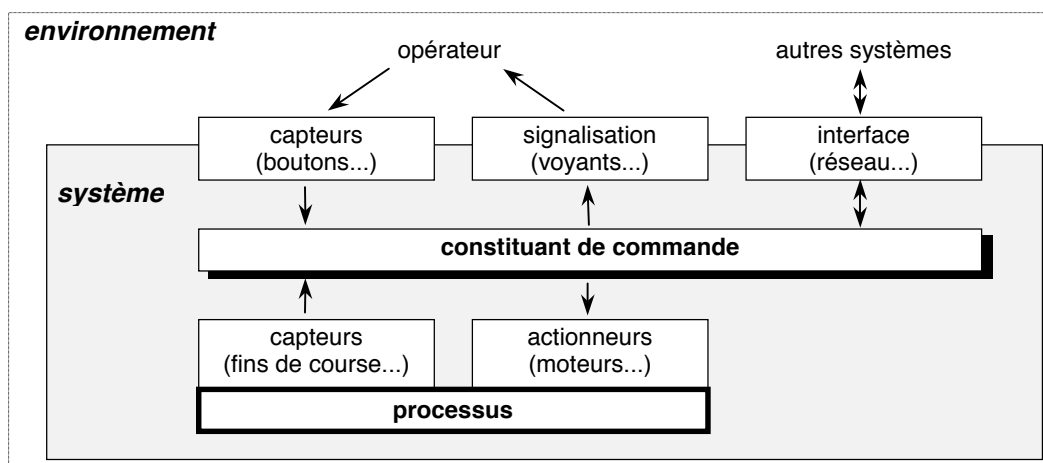 environnement
opérateur
autres systèmes
capteurs
(boutons...)
signalisation
(voyants...)
interface
(réseau...)
système
constituant de commande
capteurs
(fins de course...)
actionneurs
(moteurs...)
processus